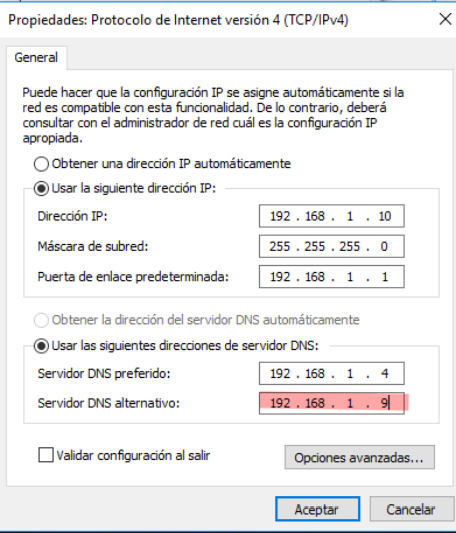 Propiedades: Protocolo de Internet versión 4 (TCP/IPv4)
General
Puede hacer que la configuración IP se asigne automáticamente si la
red es compatible con esta funcionalidad. De lo contrario, deberá
consultar con el administrador de red cuál es la configuración IP
apropiada.
Obtener una dirección IP automáticamente
Usar la siguiente dirección IP:
Dirección IP: 192 . 168 . 1 . 10
Máscara de subred: 255 . 255 . 255 . 0
Puerta de enlace predeterminada: 192 . 168 . 1 . 1
Obtener la dirección del servidor DNS automáticamente
Usar las siguientes direcciones de servidor DNS:
Servidor DNS preferido: 192 . 168 . 1 . 4
Servidor DNS alternativo: 192 . 168 . 1 . 9
Validar configuración al salir
Opciones avanzadas...
Aceptar Cancelar